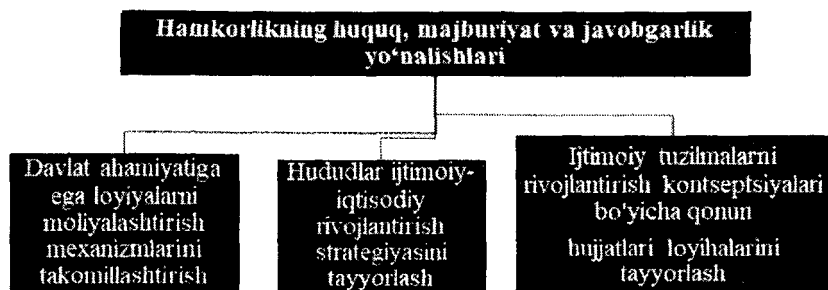 Hamkorlikning huquq, majburiyat va javobgarlik
yo‘nalishlari
Davlat ahamiyatiga
ega loyiyalarni
moliyalashtirish
mexanizmlarini
takomillashtirish
Hududlar ijtimoiy-
iqtisodiy
rivojlantirish
strategiyasini
tayyorlash
Ijtimoiy tuzilmalarni
rivojlantirish kontseptsiyalari
bo‘yicha qonun
hujjatlari loyihalarini
tayyorlash